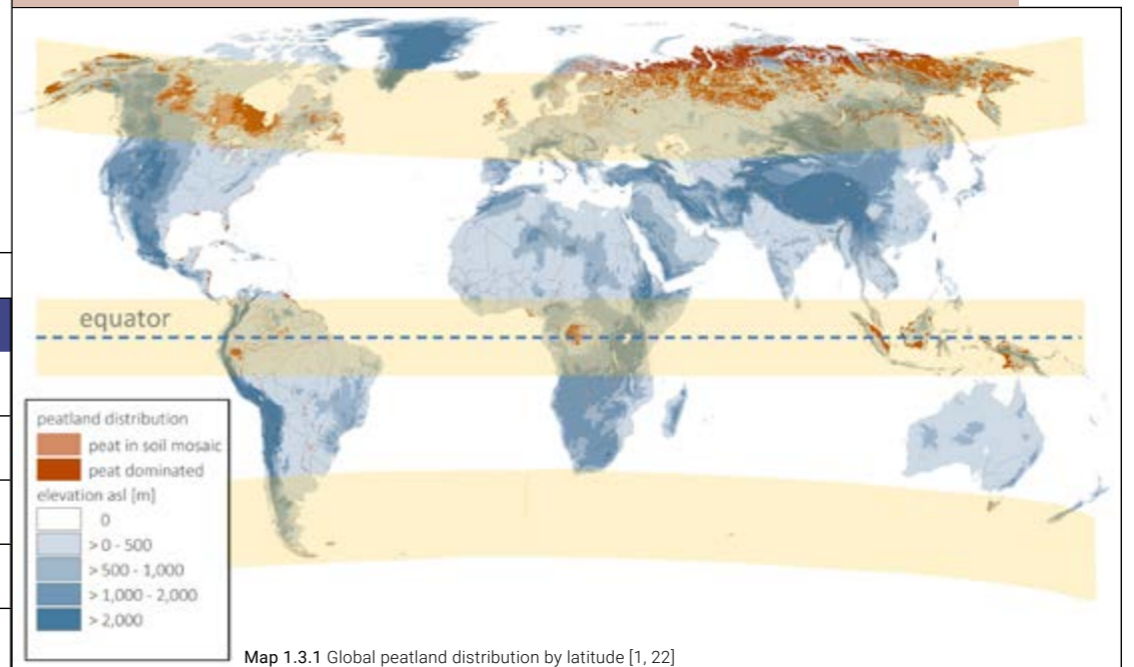 equator
peatland distribution
peat in soil mosaic
peat dominated
elevation asl [m]
0
> 0 - 500
> 500 - 1,000
> 1,000 - 2,000
> 2,000
Map 1.3.1 Global peatland distribution by latitude [1, 22]